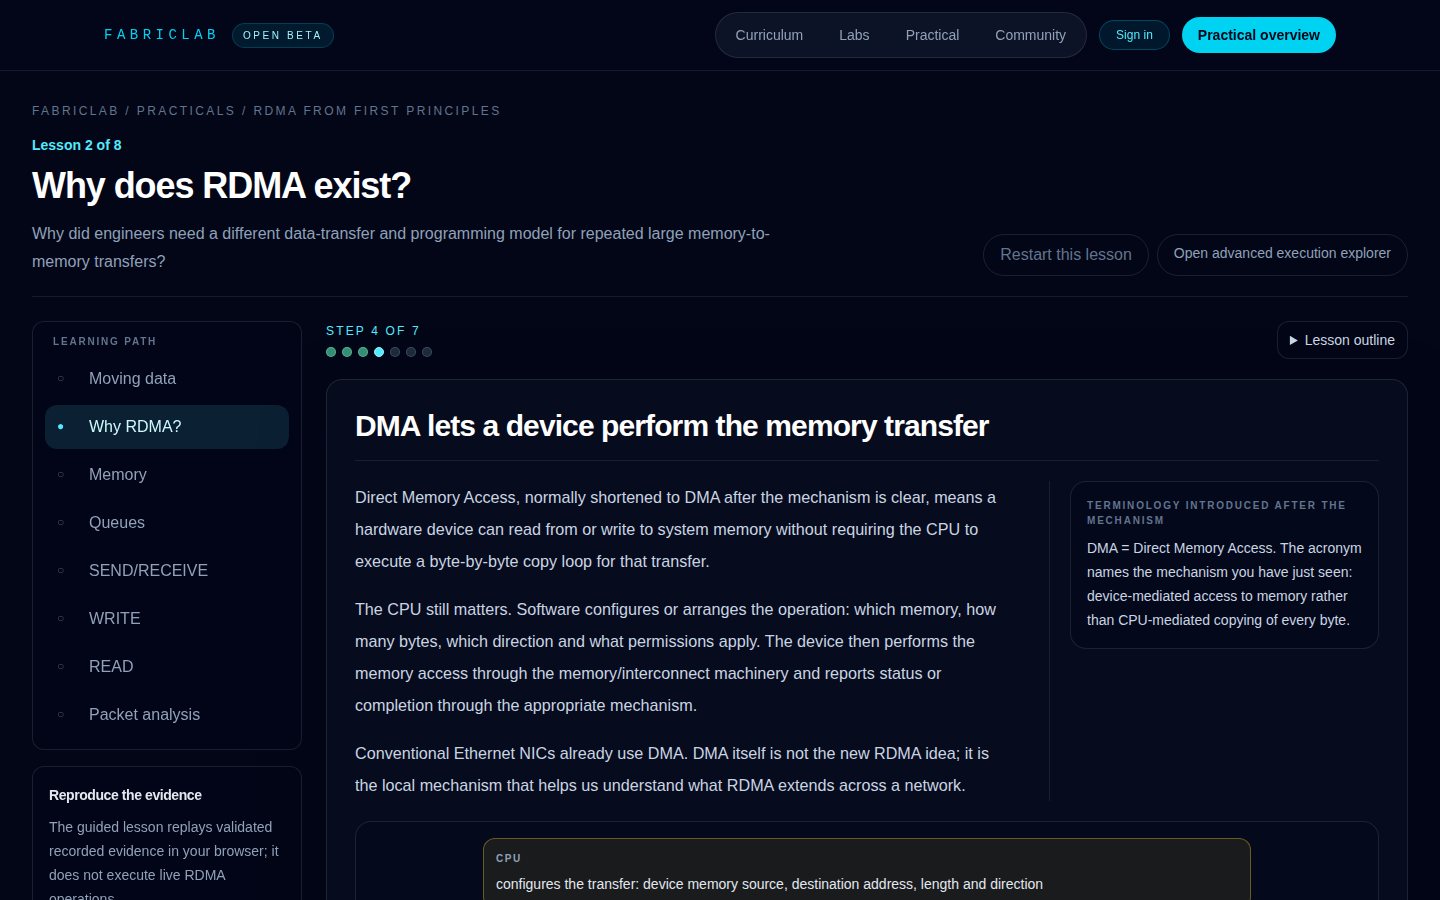 FABRICLAB OPEN BETA Curriculum Labs Practical Community Sign in Practical overview
FABRICLAB / PRACTICALS / RDMA FROM FIRST PRINCIPLES
Lesson 2 of 8
Why does RDMA exist?
Why did engineers need a different data-transfer and programming model for repeated large memory-to-
memory transfers?
Restart this lesson Open advanced execution explorer
LEARNING PATH
Moving data
Why RDMA?
Memory
Queues
SEND/RECEIVE
WRITE
READ
Packet analysis
Reproduce the evidence
The guided lesson replays validated
recorded evidence in your browser; it
does not execute live RDMA
operations.
STEP 4 OF 7
Lesson outline
DMA lets a device perform the memory transfer
Direct Memory Access, normally shortened to DMA after the mechanism is clear, means a
hardware device can read from or write to system memory without requiring the CPU to
execute a byte-by-byte copy loop for that transfer.
The CPU still matters. Software configures or arranges the operation: which memory, how
many bytes, which direction and what permissions apply. The device then performs the
memory access through the memory/interconnect machinery and reports status or
completion through the appropriate mechanism.
Conventional Ethernet NICs already use DMA. DMA itself is not the new RDMA idea; it is
the local mechanism that helps us understand what RDMA extends across a network.
TERMINOLOGY INTRODUCED AFTER THE
MECHANISM
DMA = Direct Memory Access. The acronym
names the mechanism you have just seen:
device-mediated access to memory rather
than CPU-mediated copying of every byte.
CPU
configures the transfer: device memory source, destination address, length and direction